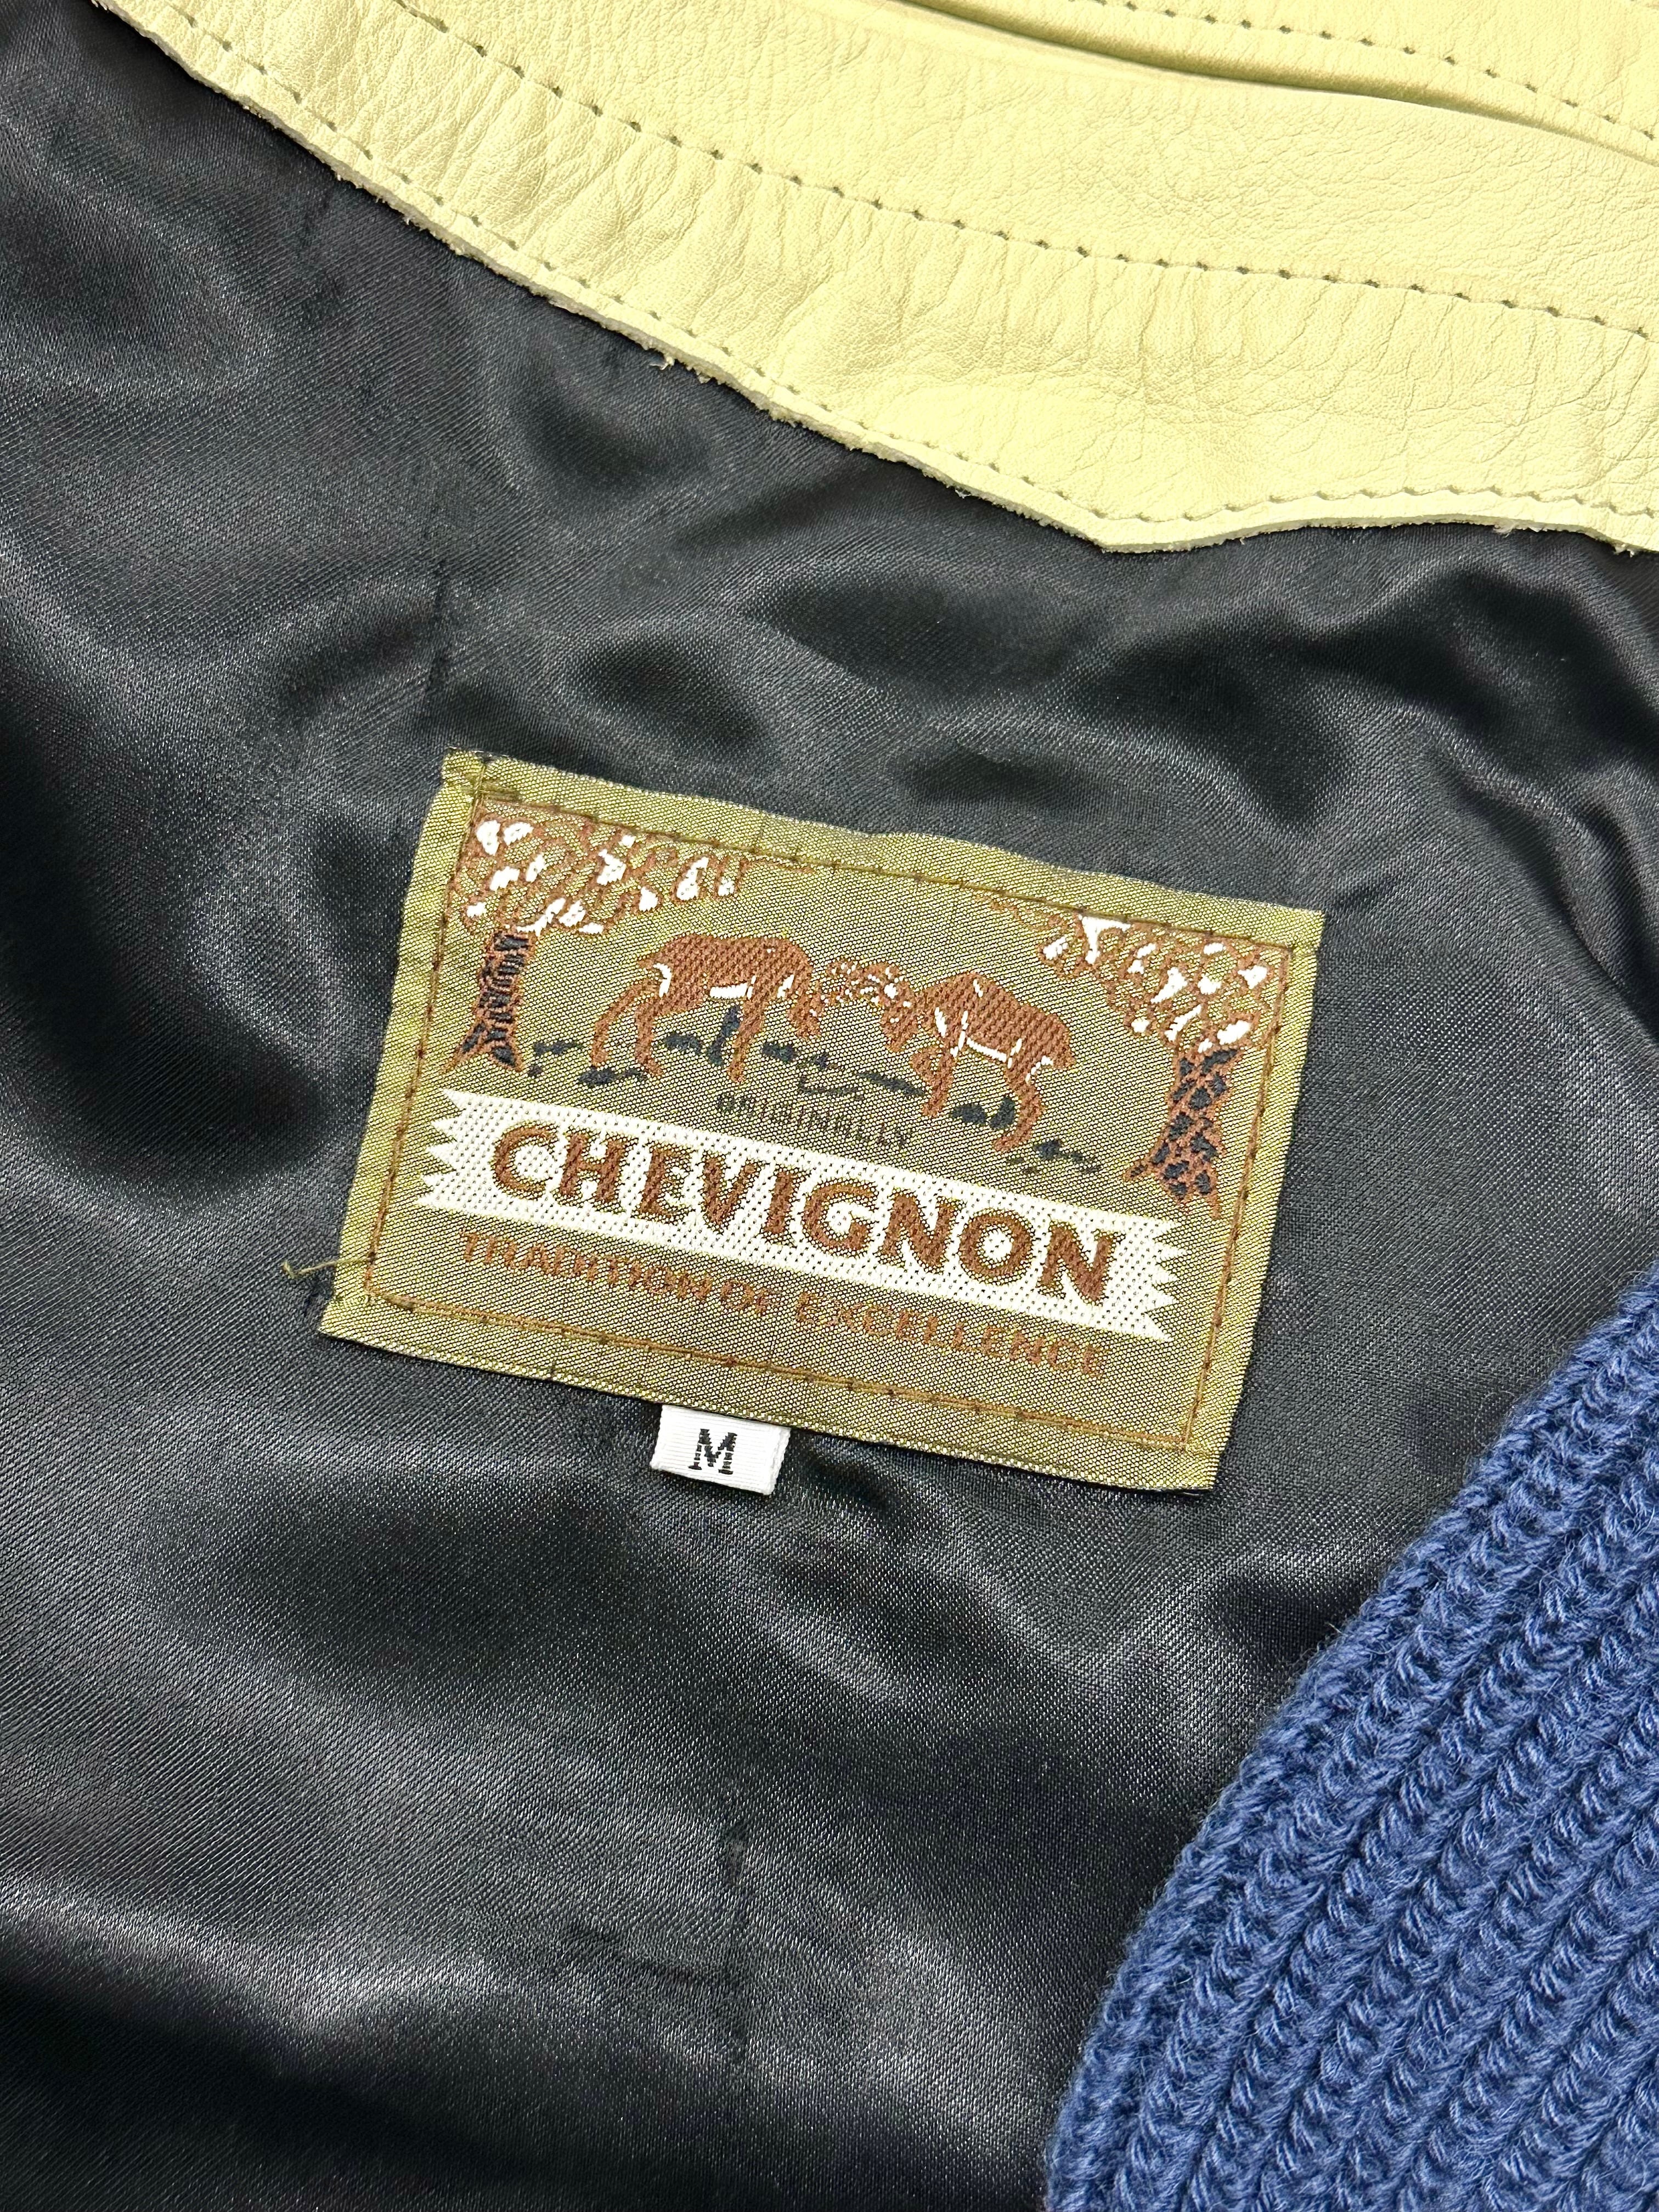 ORIGINALLY
CHEVIGNON
TRADITION OF EXCELLENCE
M